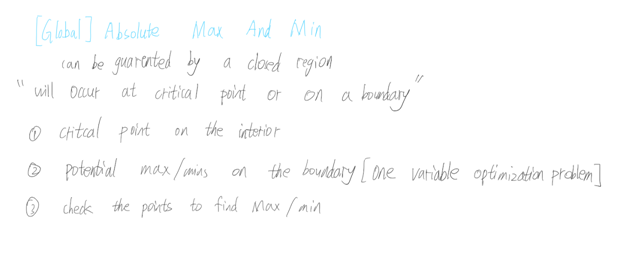 [Global] Absolute Max And Min
can be guarented by a closed region
"will occur at critical point or on a boundary"
① critcal point on the interior
② potential max/mins on the boundary [One variable optimization problem]
③ check the points to find Max/min